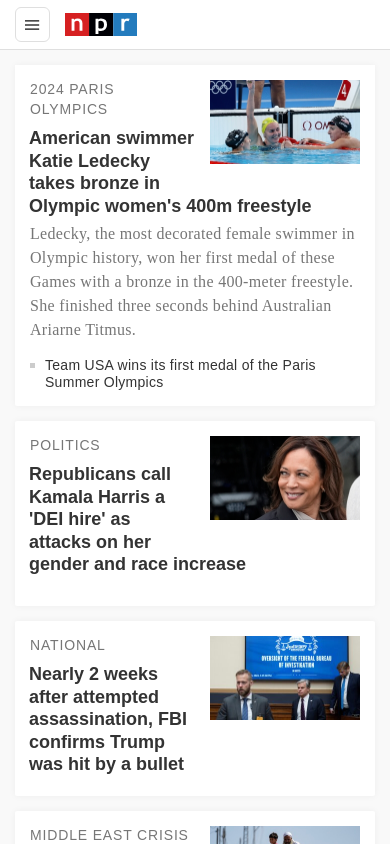 npr
2024 PARIS
OLYMPICS
4
ΩOM
American swimmer
Katie Ledecky
takes bronze in
Olympic women's 400m freestyle
Ledecky, the most decorated female swimmer in
Olympic history, won her first medal of these
Games with a bronze in the 400-meter freestyle.
She finished three seconds behind Australian
Ariarne Titmus.
Team USA wins its first medal of the Paris
Summer Olympics
POLITICS
Republicans call
Kamala Harris a
'DEI hire' as
attacks on her
gender and race increase
NATIONAL
OVERSIGHT OF THE FEDERAL BUREAU
OF INVESTIGATION
Nearly 2 weeks
after attempted
assassination, FBI
confirms Trump
was hit by a bullet
MIDDLE EAST CRISIS